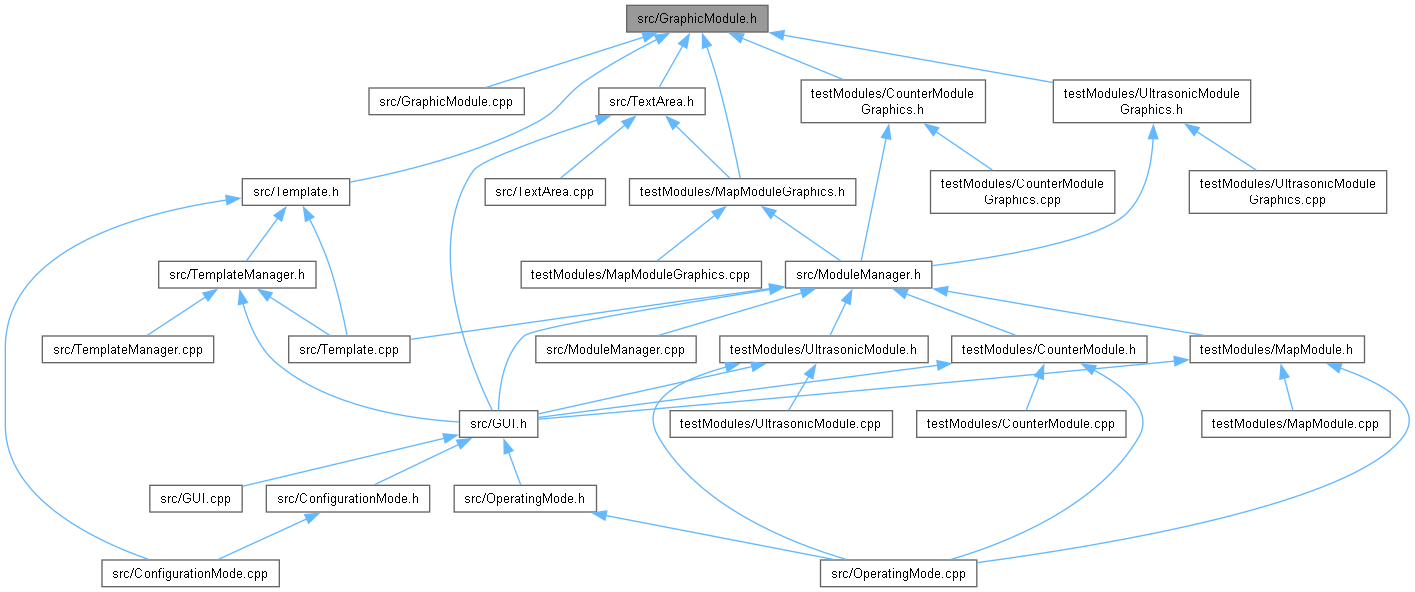 src/GraphicModule.h
src/GraphicModule.cpp
src/TextArea.h
testModules/CounterModule
Graphics.h
testModules/UltrasonicModule
Graphics.h
src/Template.h
src/TextArea.cpp
testModules/MapModuleGraphics.h
testModules/CounterModule
Graphics.cpp
testModules/UltrasonicModule
Graphics.cpp
src/TemplateManager.h
testModules/MapModuleGraphics.cpp
src/ModuleManager.h
src/TemplateManager.cpp
src/Template.cpp
src/ModuleManager.cpp
testModules/UltrasonicModule.h
testModules/CounterModule.h
testModules/MapModule.h
src/GUI.h
testModules/UltrasonicModule.cpp
testModules/CounterModule.cpp
testModules/MapModule.cpp
src/GUI.cpp
src/ConfigurationMode.h
src/OperatingMode.h
src/ConfigurationMode.cpp
src/OperatingMode.cpp